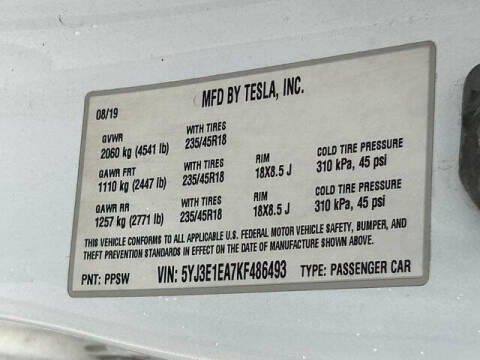 MFD BY TESLA, INC.
08/19
GVWR WITH TIRES
2060 kg (4541 lb) 235/45R18
GAWR FRT WITH TIRES RIM COLD TIRE PRESSURE
1110 kg (2447 lb) 235/45R18 18X8.5 J 310 kPa, 45 psi
GAWR RR WITH TIRES RIM COLD TIRE PRESSURE
1257 kg (2771 lb) 235/45R18 18X8.5 J 310 kPa, 45 psi
THIS VEHICLE CONFORMS TO ALL APPLICABLE U.S. FEDERAL MOTOR VEHICLE SAFETY, BUMPER, AND
THEFT PREVENTION STANDARDS IN EFFECT ON THE DATE OF MANUFACTURE SHOWN ABOVE.
PNT: PPSW VIN: 5YJ3E1EA7KF486493 TYPE: PASSENGER CAR